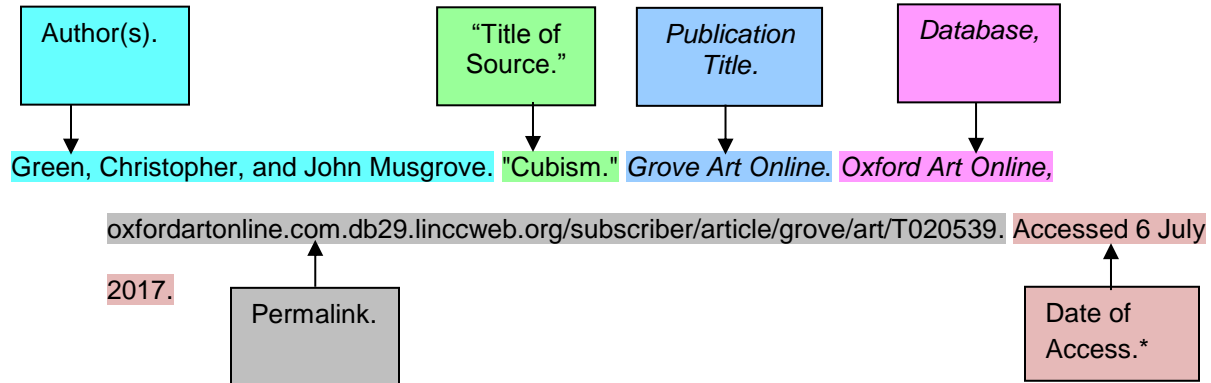 Author(s).
“Title of
Source.”
Publication
Title.
Database,
Green, Christopher, and John Musgrove. "Cubism." Grove Art Online. Oxford Art Online,
oxfordartonline.com.db29.linccweb.org/subscriber/article/grove/art/T020539. Accessed 6 July
2017.
Permalink.
Date of
Access.*